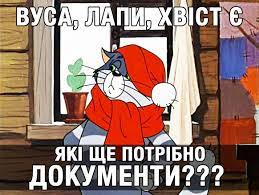 ВУСА, ЛАПИ, ХВІСТ Є
ЯКІ ЩЕ ПОТРІБНО
ДОКУМЕНТИ???